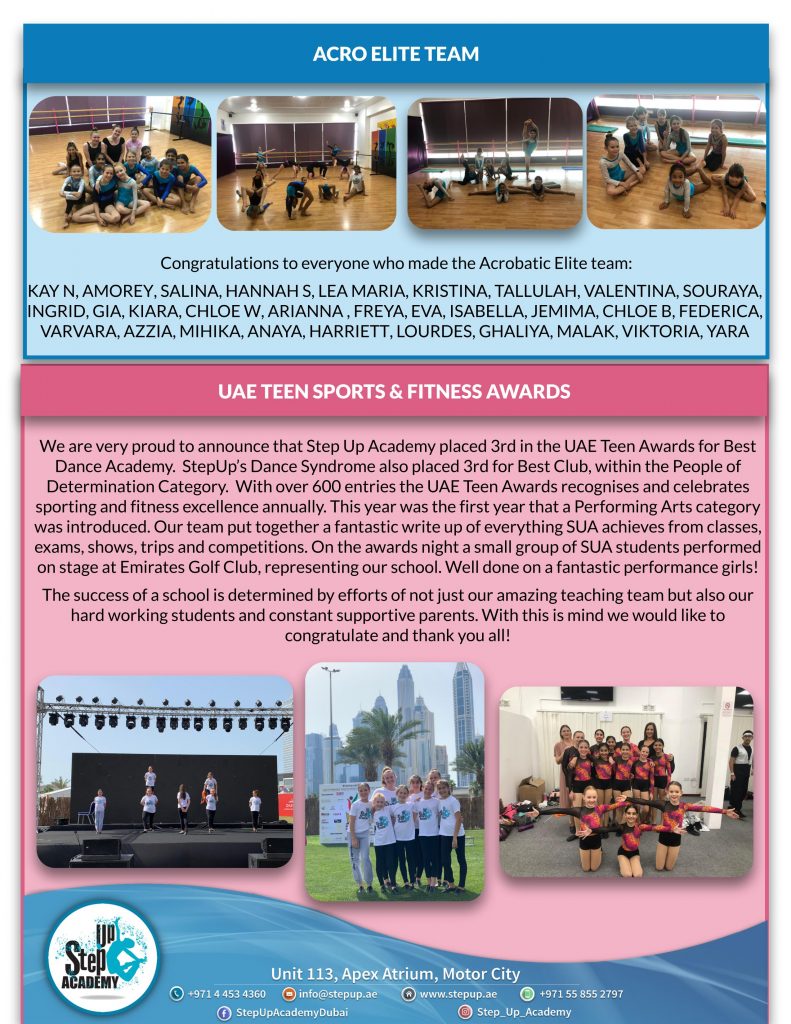 ACRO ELITE TEAM
Congratulations to everyone who made the Acrobatic Elite team:
KAY N, AMOREY, SALINA, HANNAH S, LEA MARIA, KRISTINA, TALLULAH, VALENTINA, SOURAYA,
INGRID, GIA, KIARA, CHLOE W, ARIANNA , FREYA, EVA, ISABELLA, JEMIMA, CHLOE B, FEDERICA,
VARVARA, AZZIA, MIHIKA, ANAYA, HARRIETT, LOURDES, GHALIYA, MALAK, VIKTORIA, YARA
UAE TEEN SPORTS & FITNESS AWARDS
We are very proud to announce that Step Up Academy placed 3rd in the UAE Teen Awards for Best
Dance Academy. StepUp's Dance Syndrome also placed 3rd for Best Club, within the People of
Determination Category. With over 600 entries the UAE Teen Awards recognises and celebrates
sporting and fitness excellence annually. This year was the first year that a Performing Arts category
was introduced. Our team put together a fantastic write up of everything SUA achieves from classes,
exams, shows, trips and competitions. On the awards night a small group of SUA students performed
on stage at Emirates Golf Club, representing our school. Well done on a fantastic performance girls!
The success of a school is determined by efforts of not just our amazing teaching team but also our
hard working students and constant supportive parents. With this is mind we would like to
congratulate and thank you all!
Step Up
ACADEMY
Unit 113, Apex Atrium, Motor City
+971 4 453 4360 info@stepup.ae www.stepup.ae +971 55 855 2797
StepUpAcademyDubai Step_Up_Academy